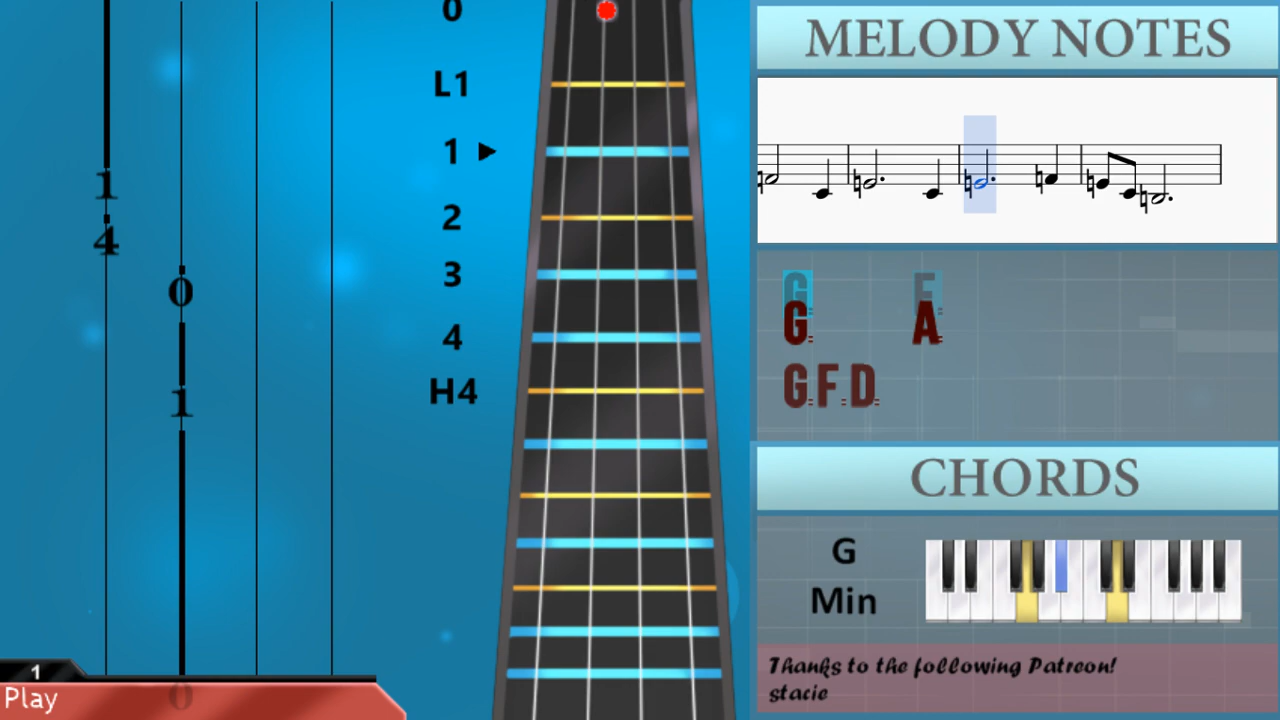 0
L1
1
2
3
4
H4
1
4
0
1
0
1
Play
MELODY NOTES
G
G A
G F D
CHORDS
G
Min
Thanks to the following Patreon!
stacie